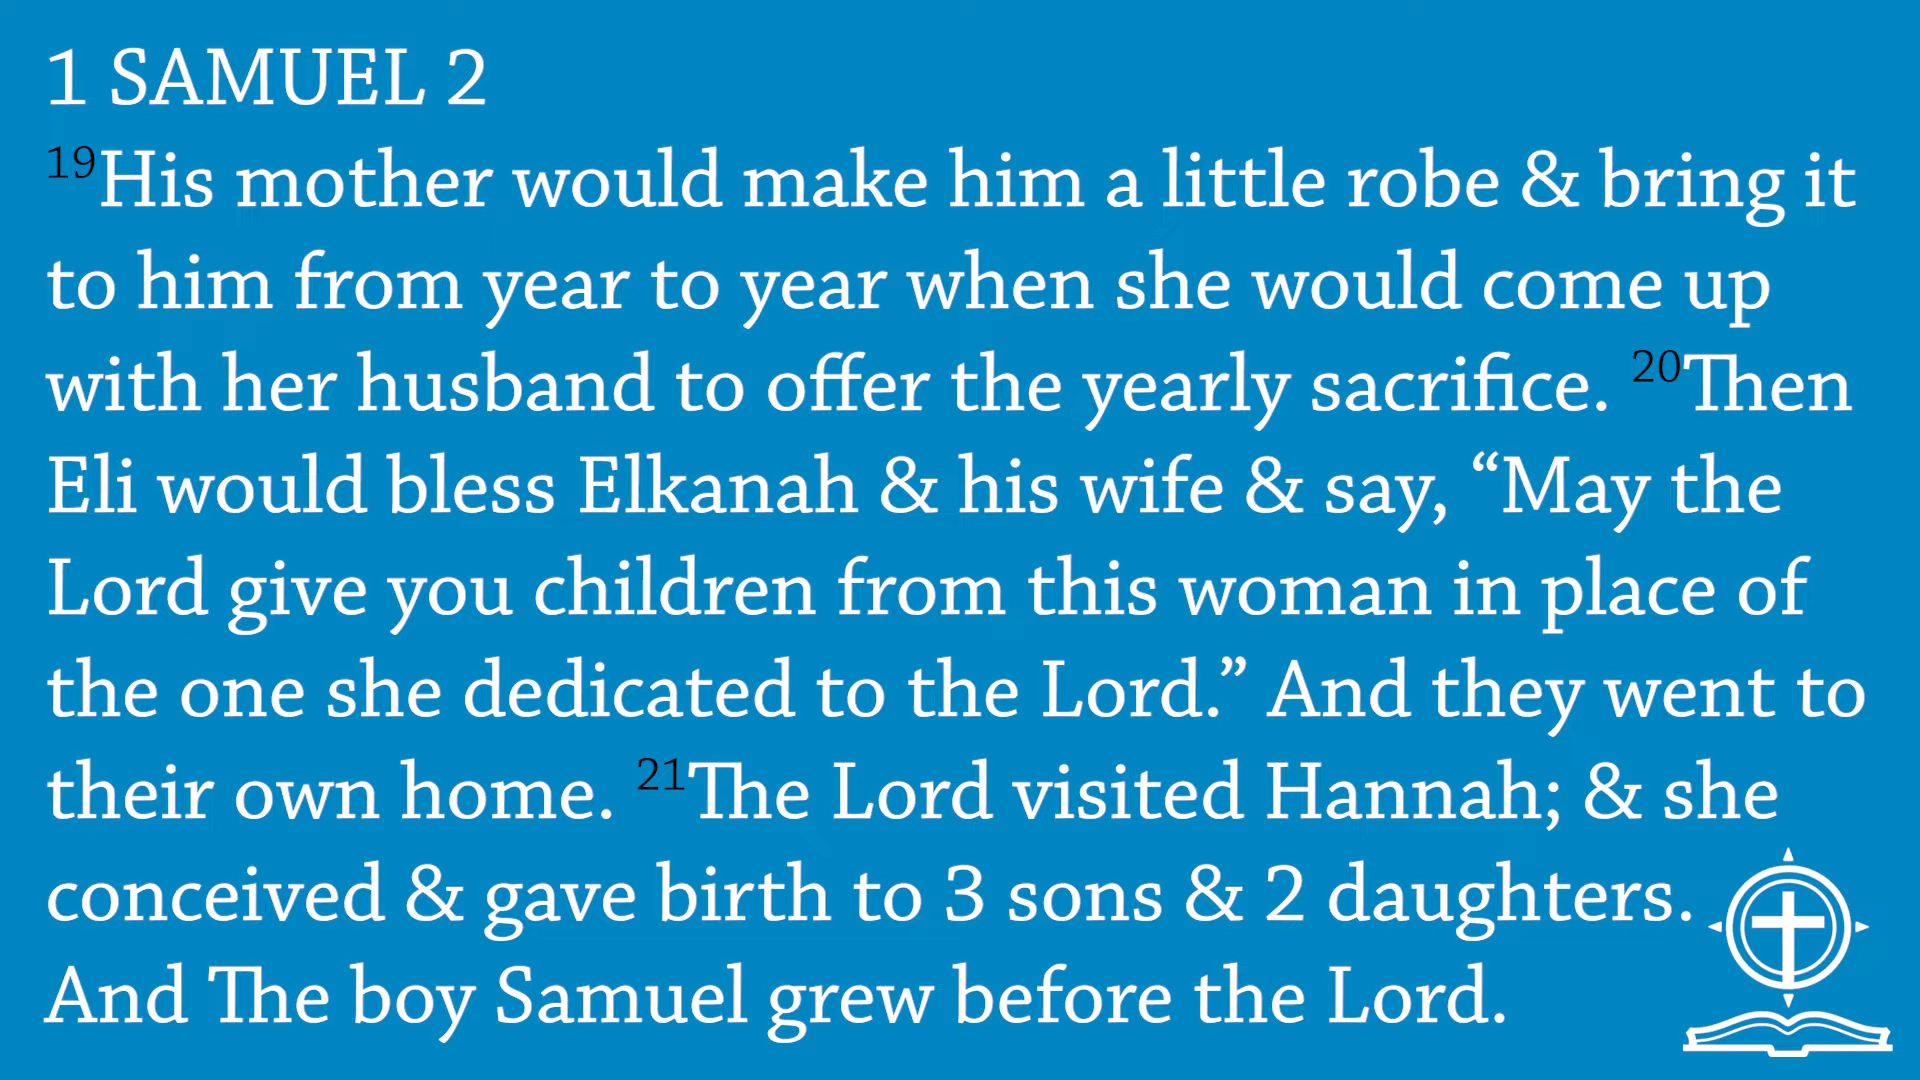 1 SAMUEL 2
19His mother would make him a little robe & bring it
to him from year to year when she would come up
with her husband to offer the yearly sacrifice. 20Then
Eli would bless Elkanah & his wife & say, “May the
Lord give you children from this woman in place of
the one she dedicated to the Lord.” And they went to
their own home. 21The Lord visited Hannah; & she
conceived & gave birth to 3 sons & 2 daughters.
And The boy Samuel grew before the Lord.